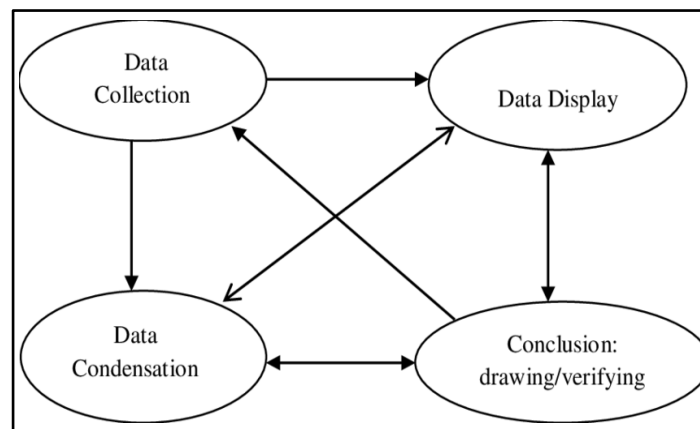 Data
Collection
Data Display
Data
Condensation
Conclusion:
drawing/verifying